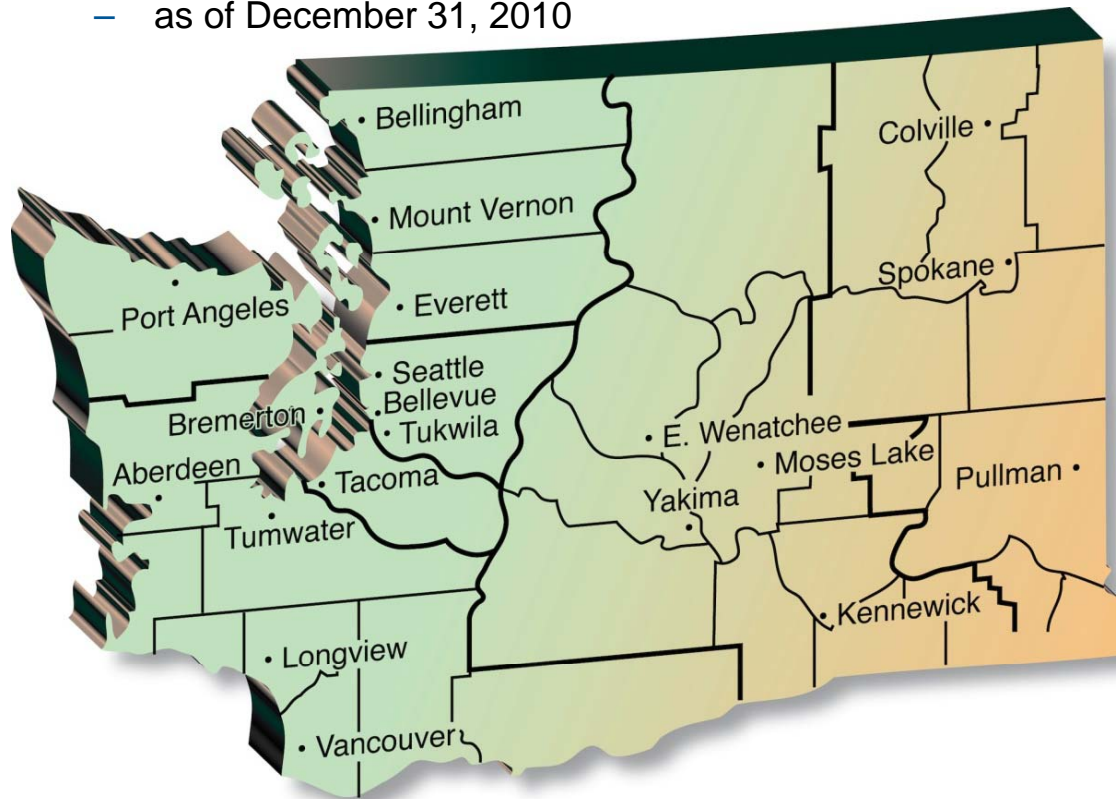 – as of December 31, 2010
Bellingham
Colville
Mount Vernon
Spokane
Port Angeles
Everett
Seattle
Bellevue
Bremerton
Tukwila
E. Wenatchee
Moses Lake
Aberdeen
Tacoma
Pullman
Yakima
Tumwater
Kennewick
Longview
Vancouver